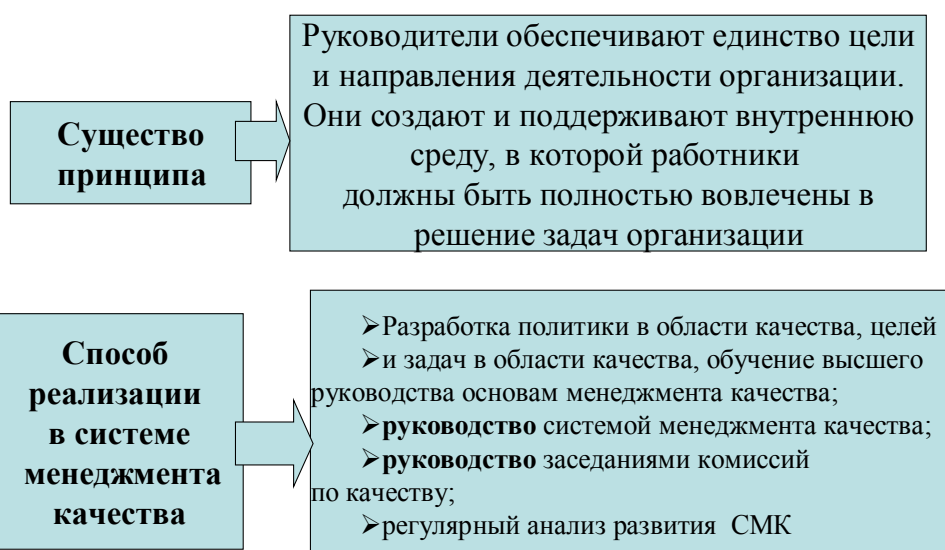 Существо
принципа
Руководители обеспечивают единство цели
и направления деятельности организации.
Они создают и поддерживают внутреннюю
среду, в которой работники
должны быть полностью вовлечены в
решение задач организации
Способ
реализации
в системе
менеджмента
качества
➢Разработка политики в области качества, целей
➢и задач в области качества, обучение высшего
руководства основам менеджмента качества;
➢руководство системой менеджмента качества;
➢руководство заседаниями комиссий
по качеству;
➢регулярный анализ развития СМК